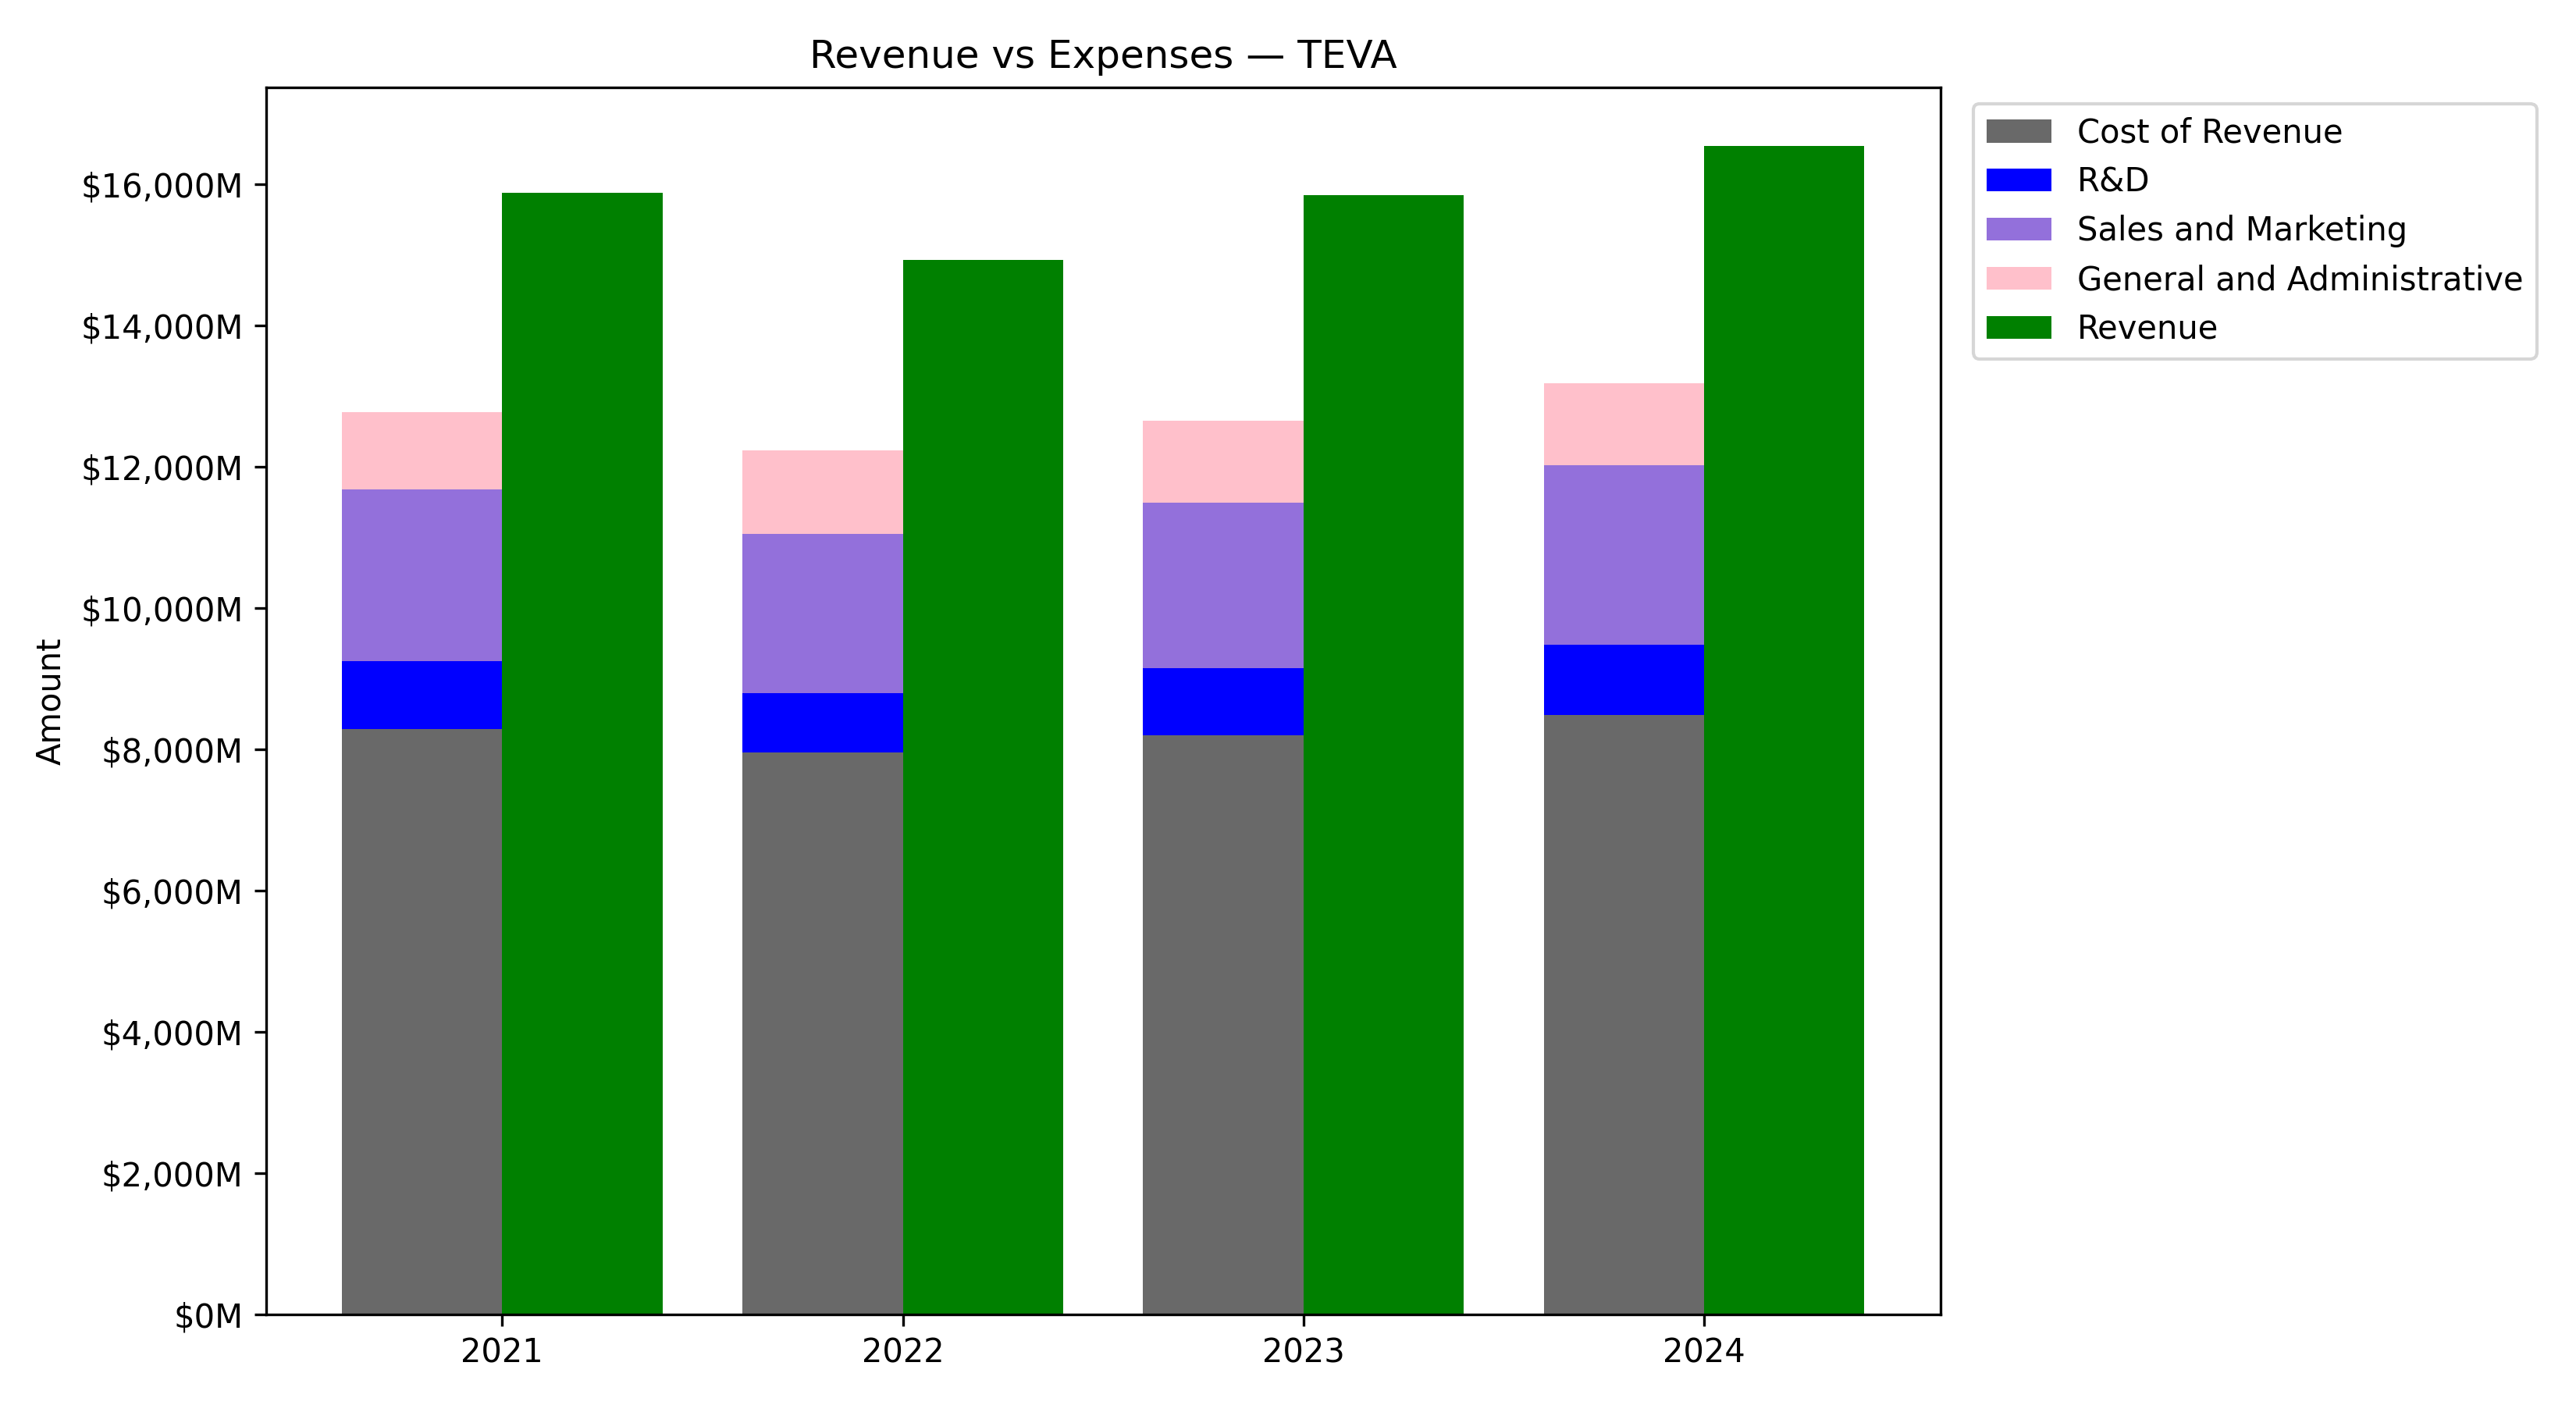 Revenue vs Expenses — TEVA
Cost of Revenue
R&D
Sales and Marketing
General and Administrative
Revenue
Amount
$16,000M
$14,000M
$12,000M
$10,000M
$8,000M
$6,000M
$4,000M
$2,000M
$0M
2021 2022 2023 2024